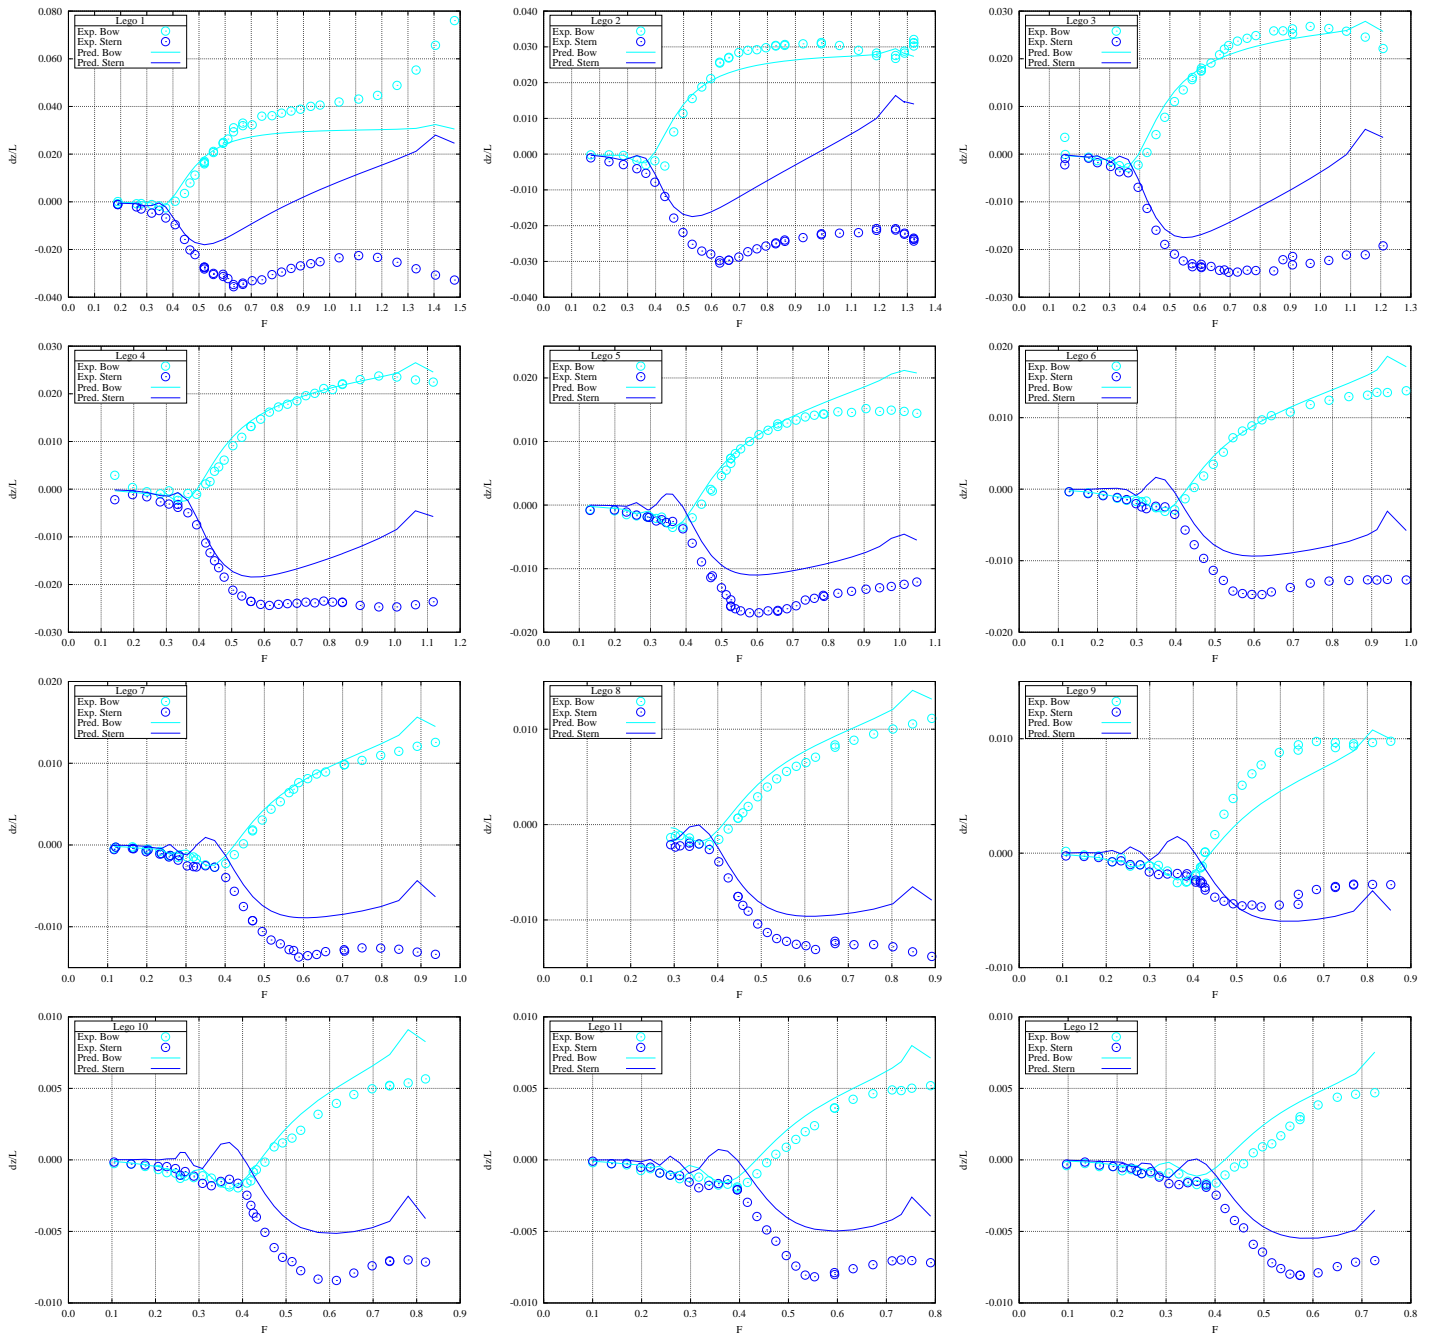 Lego 1
Exp. Bow
Exp. Stern
Pred. Bow
Pred. Stern
0.080
0.060
0.040
0.020
0.000
-0.020
-0.040
dz/L
0.0 0.1 0.2 0.3 0.4 0.5 0.6 0.7 0.8 0.9 1.0 1.1 1.2 1.3 1.4 1.5
F
Lego 2
Exp. Bow
Exp. Stern
Pred. Bow
Pred. Stern
0.040
0.030
0.020
0.010
0.000
-0.010
-0.020
-0.030
-0.040
dz/L
0.0 0.1 0.2 0.3 0.4 0.5 0.6 0.7 0.8 0.9 1.0 1.1 1.2 1.3 1.4
F
Lego 3
Exp. Bow
Exp. Stern
Pred. Bow
Pred. Stern
0.030
0.020
0.010
0.000
-0.010
-0.020
-0.030
dz/L
0.0 0.1 0.2 0.3 0.4 0.5 0.6 0.7 0.8 0.9 1.0 1.1 1.2 1.3
F
Lego 4
Exp. Bow
Exp. Stern
Pred. Bow
Pred. Stern
0.030
0.020
0.010
0.000
-0.010
-0.020
-0.030
dz/L
0.0 0.1 0.2 0.3 0.4 0.5 0.6 0.7 0.8 0.9 1.0 1.1 1.2
F
Lego 5
Exp. Bow
Exp. Stern
Pred. Bow
Pred. Stern
0.020
0.010
0.000
-0.010
-0.020
dz/L
0.0 0.1 0.2 0.3 0.4 0.5 0.6 0.7 0.8 0.9 1.0 1.1
F
Lego 6
Exp. Bow
Exp. Stern
Pred. Bow
Pred. Stern
0.020
0.010
0.000
-0.010
-0.020
dz/L
0.0 0.1 0.2 0.3 0.4 0.5 0.6 0.7 0.8 0.9 1.0
F
Lego 7
Exp. Bow
Exp. Stern
Pred. Bow
Pred. Stern
0.020
0.010
0.000
-0.010
dz/L
0.0 0.1 0.2 0.3 0.4 0.5 0.6 0.7 0.8 0.9 1.0
F
Lego 8
Exp. Bow
Exp. Stern
Pred. Bow
Pred. Stern
0.010
0.000
-0.010
dz/L
0.0 0.1 0.2 0.3 0.4 0.5 0.6 0.7 0.8 0.9
F
Lego 9
Exp. Bow
Exp. Stern
Pred. Bow
Pred. Stern
0.010
0.000
-0.010
dz/L
0.0 0.1 0.2 0.3 0.4 0.5 0.6 0.7 0.8 0.9
F
Lego 10
Exp. Bow
Exp. Stern
Pred. Bow
Pred. Stern
0.010
0.005
0.000
-0.005
-0.010
dz/L
0.0 0.1 0.2 0.3 0.4 0.5 0.6 0.7 0.8 0.9
F
Lego 11
Exp. Bow
Exp. Stern
Pred. Bow
Pred. Stern
0.010
0.005
0.000
-0.005
-0.010
dz/L
0.0 0.1 0.2 0.3 0.4 0.5 0.6 0.7 0.8
F
Lego 12
Exp. Bow
Exp. Stern
Pred. Bow
Pred. Stern
0.010
0.005
0.000
-0.005
-0.010
dz/L
0.0 0.1 0.2 0.3 0.4 0.5 0.6 0.7 0.8
F